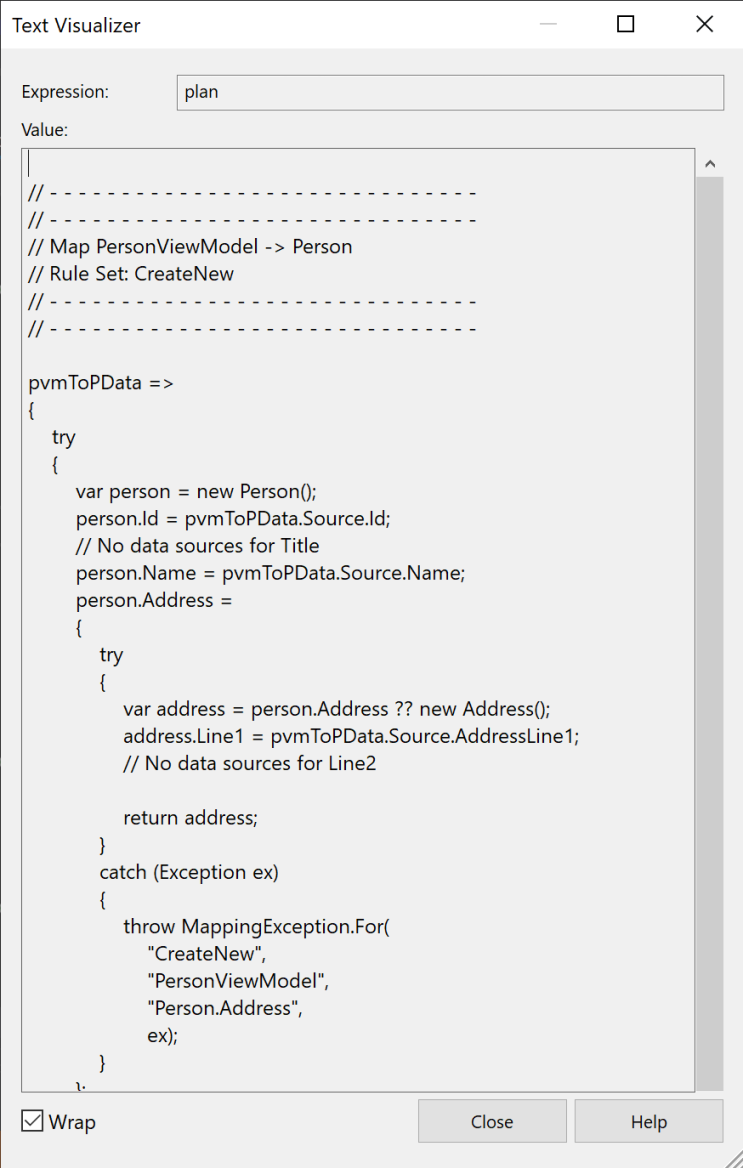 Text Visualizer
Expression:
plan
Value:
// - - - - - - - - - - - - - - - - - - - - - - - - - - - - - -
// - - - - - - - - - - - - - - - - - - - - - - - - - - - - - -
// Map PersonViewModel -> Person
// Rule Set: CreateNew
// - - - - - - - - - - - - - - - - - - - - - - - - - - - - - -
// - - - - - - - - - - - - - - - - - - - - - - - - - - - - - -
pvmToPData =>
{
try
{
var person = new Person();
person.Id = pvmToPData.Source.Id;
// No data sources for Title
person.Name = pvmToPData.Source.Name;
person.Address =
{
try
{
var address = person.Address ?? new Address();
address.Line1 = pvmToPData.Source.AddressLine1;
// No data sources for Line2
return address;
}
catch (Exception ex)
{
throw MappingException.For(
"CreateNew",
"PersonViewModel",
"Person.Address",
ex);
}
};
Wrap
Close
Help